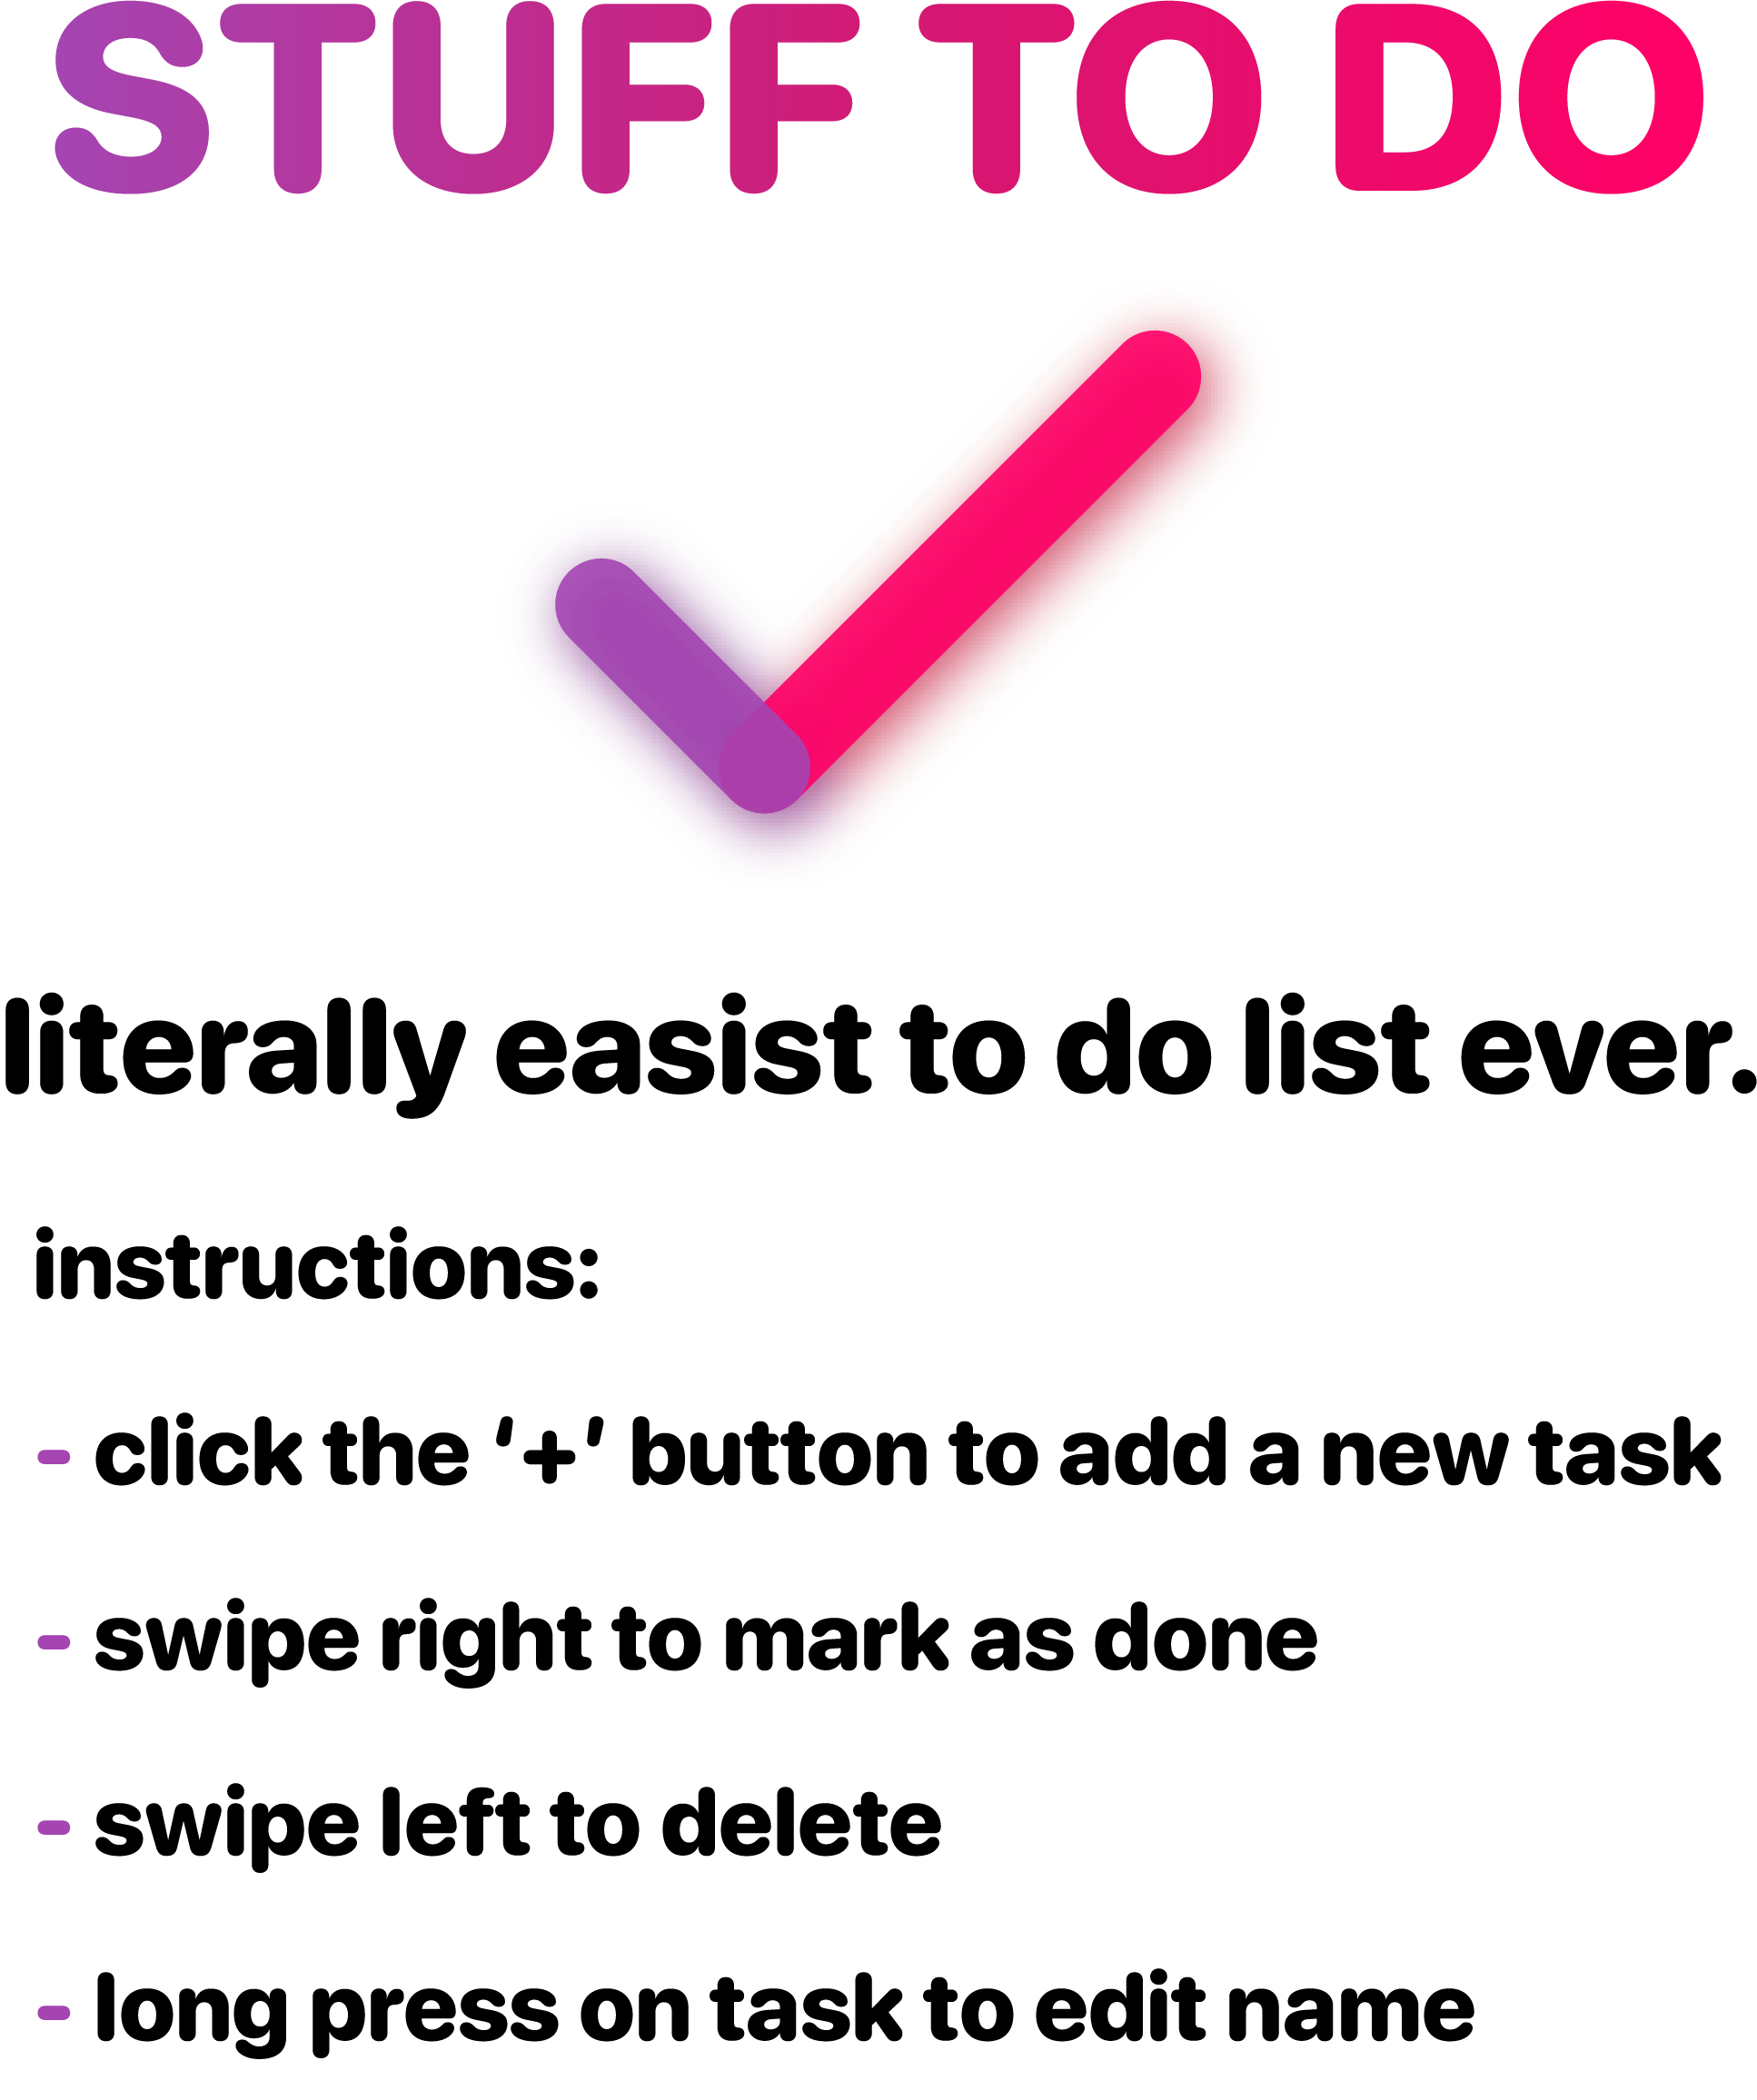 STUFF TO DO
literally easist to do list ever.
instructions:
- click the '+' button to add a new task
- swipe right to mark as done
- swipe left to delete
- long press on task to edit name